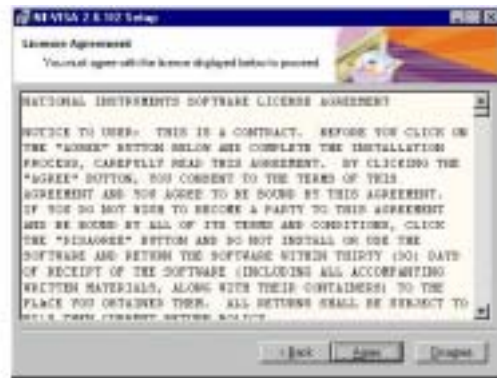 NI-VISA 2.6.1f2 Setup
License Agreement
You must agree with the license displayed below to proceed
NATIONAL INSTRUMENTS SOFTWARE LICENSE AGREEMENT
NOTICE TO USER: THIS IS A CONTRACT. BEFORE YOU CLICK ON
THE "AGREE" BUTTON BELOW AND COMPLETE THE INSTALLATION
PROCESS, CAREFULLY READ THIS AGREEMENT. BY CLICKING THE
"AGREE" BUTTON, YOU CONSENT TO THE TERMS OF THIS
AGREEMENT AND YOU AGREE TO BE BOUND BY THIS AGREEMENT.
IF YOU DO NOT WISH TO BECOME A PARTY TO THIS AGREEMENT
AND BE BOUND BY ALL OF ITS TERMS AND CONDITIONS, CLICK
THE "DISAGREE" BUTTON AND DO NOT INSTALL OR USE THE
SOFTWARE AND RETURN THE SOFTWARE WITHIN THIRTY (30) DAYS
OF RECEIPT OF THE SOFTWARE (INCLUDING ALL ACCOMPANYING
WRITTEN MATERIALS, ALONG WITH THEIR CONTAINERS) TO THE
PLACE YOU OBTAINED THEM. ALL RETURNS SHALL BE SUBJECT TO
NI'S THEN CURRENT RETURN POLICY.
< Back Agree Disagree